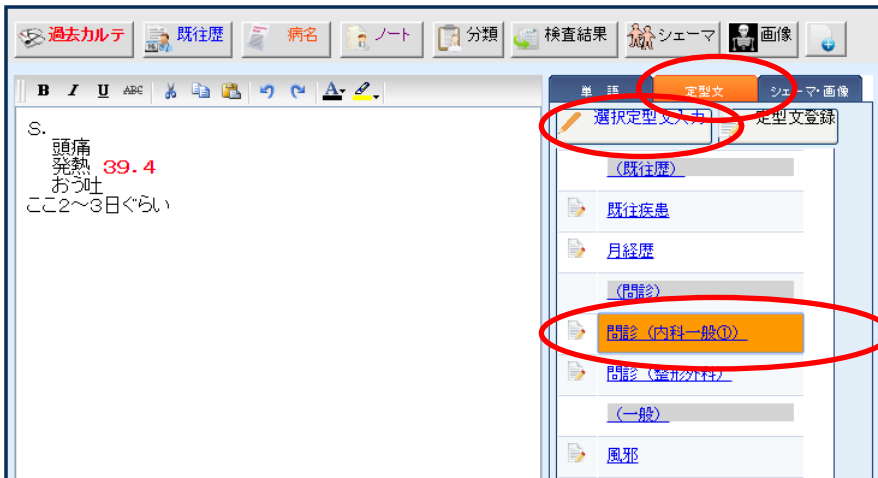 過去カルテ 既往歴 病名 ノート 分類 検査結果 シェーマ 画像
B I U ABC A
単 語 定型文 シェーマ・画像
選択定型文入力 定型文登録
S.
頭痛
発熱 39.4
おう吐
ここ2～3日ぐらい
(既往歴)
既往疾患
月経歴
(問診)
問診(内科一般①)
問診(整形外科)
(一般)
風邪